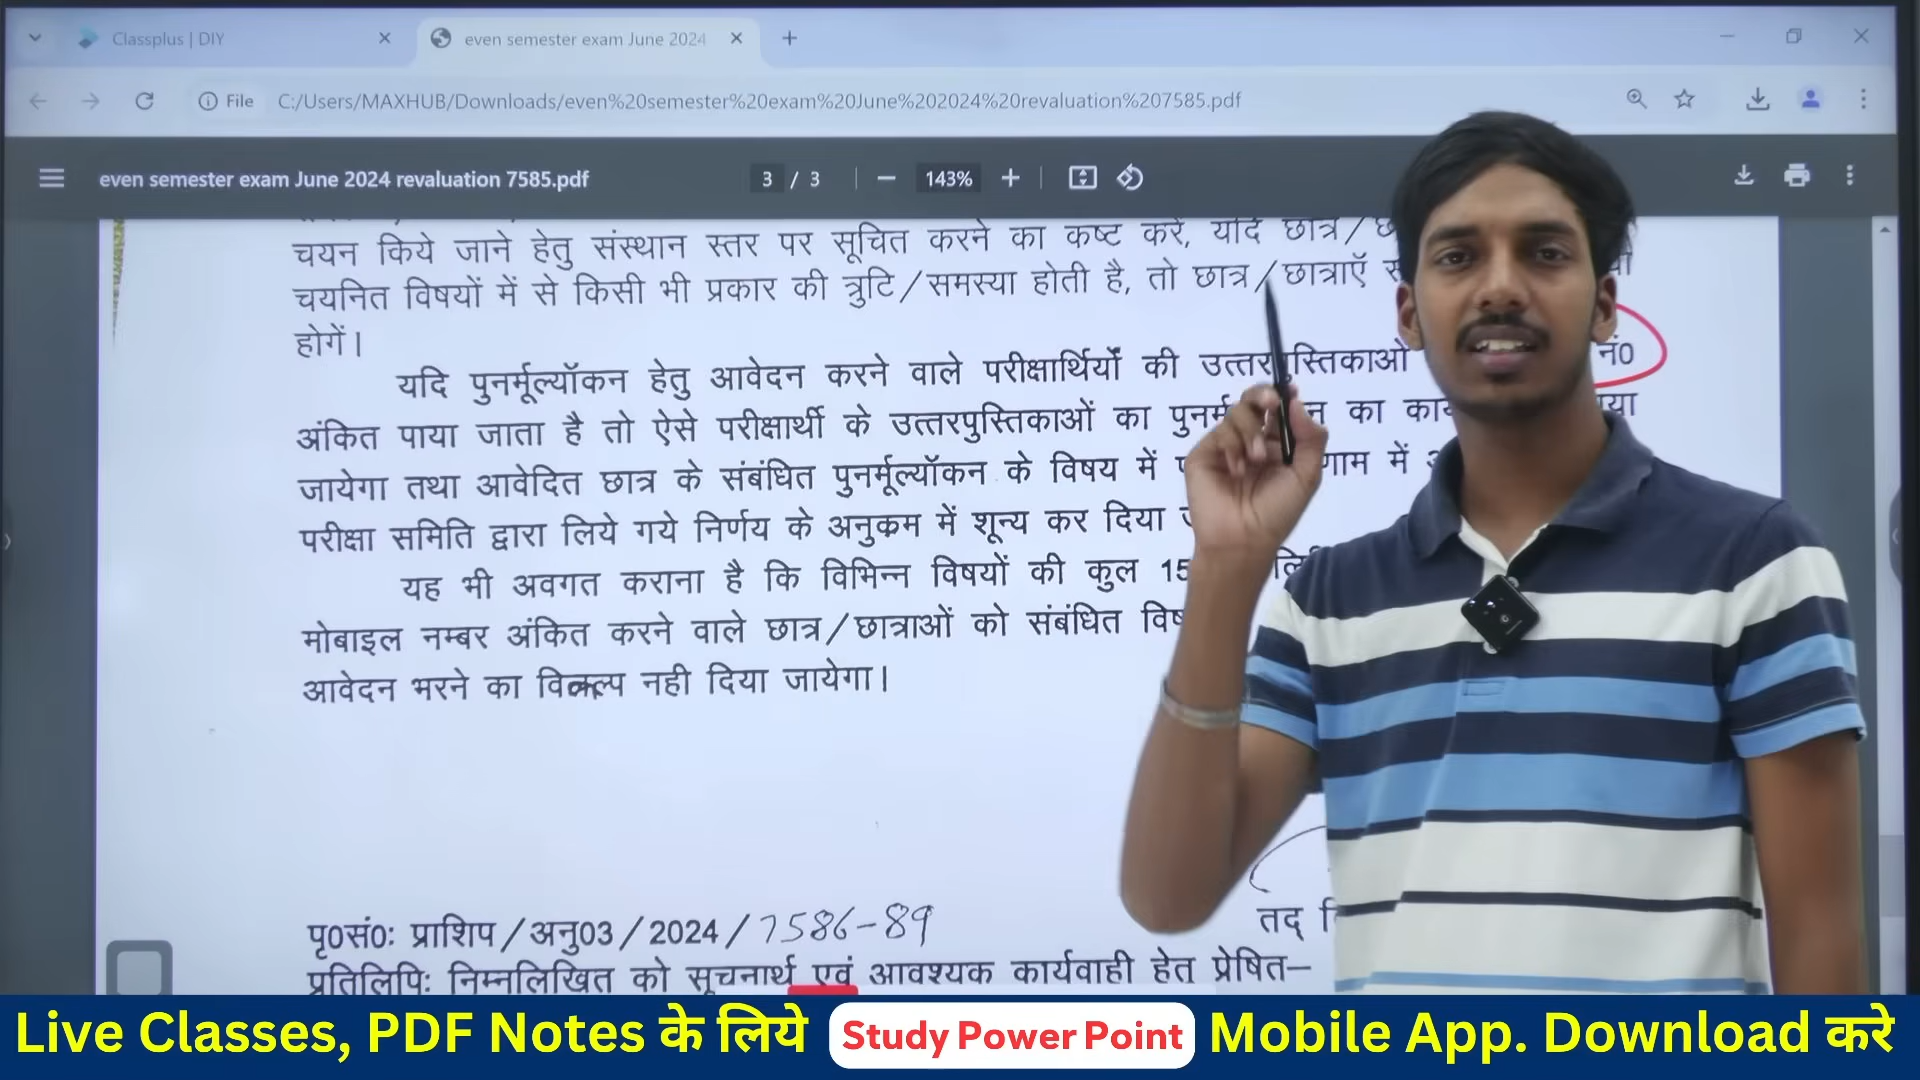 Classplus | DIY
even semester exam June 2024
File C:/Users/MAXHUB/Downloads/even%20semester%20exam%20June%202024%20revaluation%207585.pdf
even semester exam June 2024 revaluation 7585.pdf 3 / 3 143%
चयन किये जाने हेतु संस्थान स्तर पर सूचित करने का कष्ट करें, यदि छात्र/
चयनित विषयों में से किसी भी प्रकार की त्रुटि/समस्या होती है, तो छात्र/छात्राऍ
होगें।
यदि पुनर्मूल्यॉकन हेतु आवेदन करने वाले परीक्षार्थियों की उत्तरपुस्तिकाओं नं0
अंकित पाया जाता है तो ऐसे परीक्षार्थी के उत्तरपुस्तिकाओं का का
जायेगा तथा आवेदित छात्र के संबंधित पुनर्मूल्यॉकन के विषय में में
परीक्षा समिति द्वारा लिये गये निर्णय के अनुक्रम में शून्य कर दिया
यह भी अवगत कराना है कि विभिन्न विषयों की कुल 15
मोबाइल नम्बर अंकित करने वाले छात्र/छात्राओं को संबंधित
आवेदन भरने का विकल्प नही दिया जायेगा।
पृ0सं0: प्राशिप/अनु03/2024/7586-89 तद्
प्रतिलिपि: निम्नलिखित को सूचनार्थ एवं आवश्यक कार्यवाही हेतु प्रेषित–
Live Classes, PDF Notes के लिये Study Power Point Mobile App. Download करे